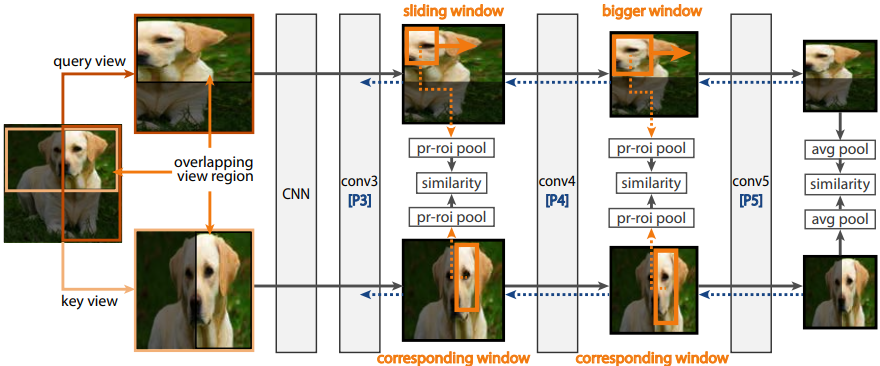 sliding window
bigger window
query view
overlapping
view region
key view
CNN
conv3
[P3]
pr-roi pool
similarity
pr-roi pool
conv4
[P4]
pr-roi pool
similarity
pr-roi pool
conv5
[P5]
avg pool
similarity
avg pool
corresponding window
corresponding window